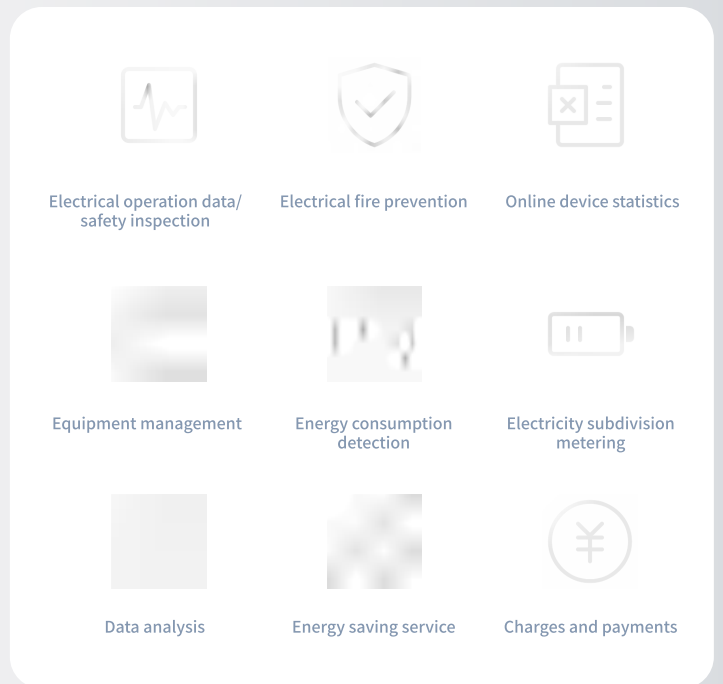 Electrical operation data/
safety inspection
Electrical fire prevention
Online device statistics
Equipment management
Energy consumption
detection
Electricity subdivision
metering
Data analysis
Energy saving service
Charges and payments